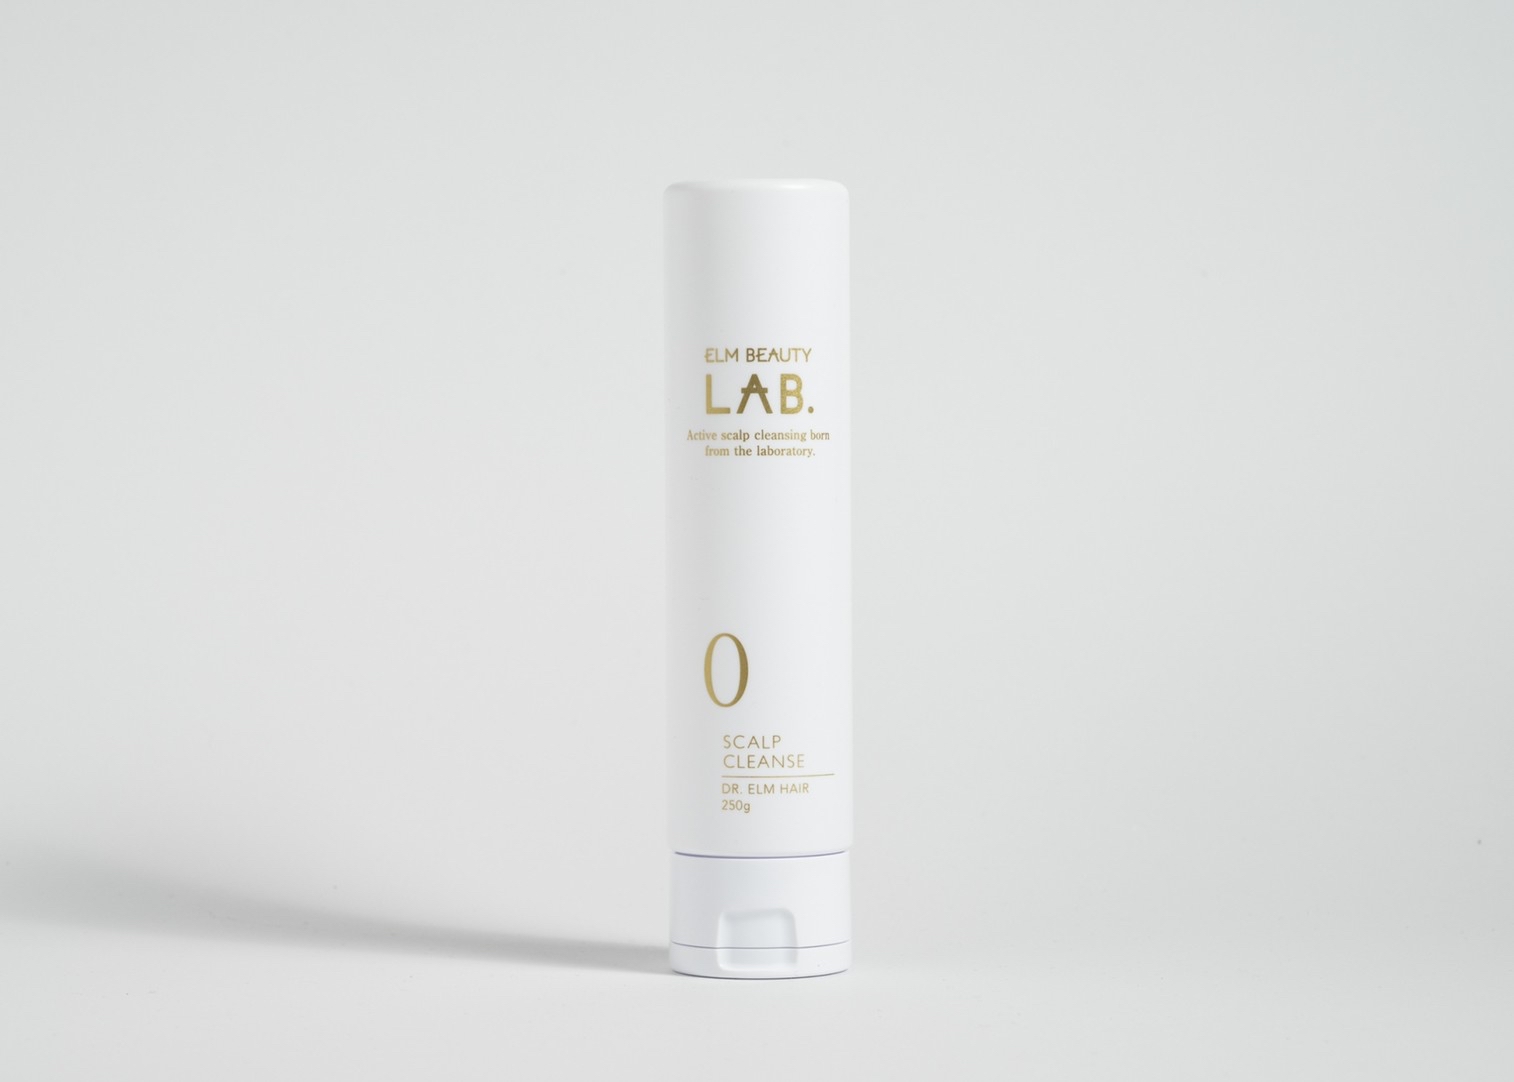 ELM BEAUTY
LAB.
Active scalp cleansing born
from the laboratory.
0
SCALP
CLEANSE
DR. ELM HAIR
250g